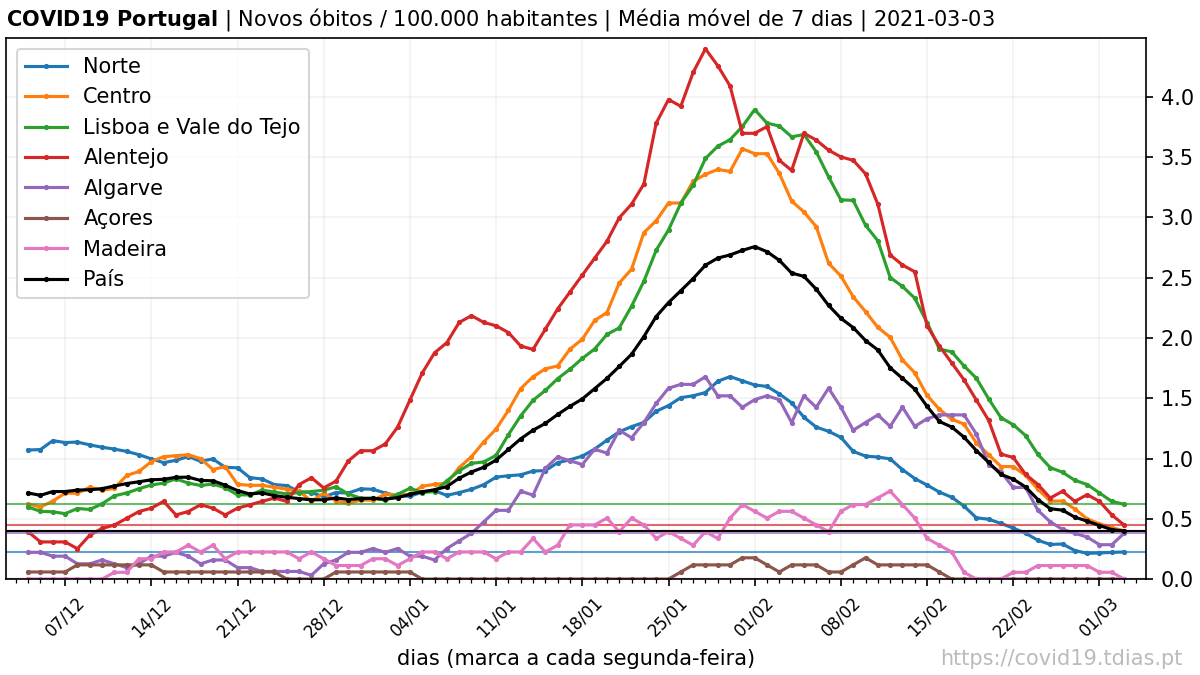 COVID19 Portugal | Novos óbitos / 100.000 habitantes | Média móvel de 7 dias | 2021-03-03
Norte
Centro
Lisboa e Vale do Tejo
Alentejo
Algarve
Açores
Madeira
País
4.0
3.5
3.0
2.5
2.0
1.5
1.0
0.5
0.0
07/12 14/12 21/12 28/12 04/01 11/01 18/01 25/01 01/02 08/02 15/02 22/02 01/03
dias (marca a cada segunda-feira)
https://covid19.tdias.pt